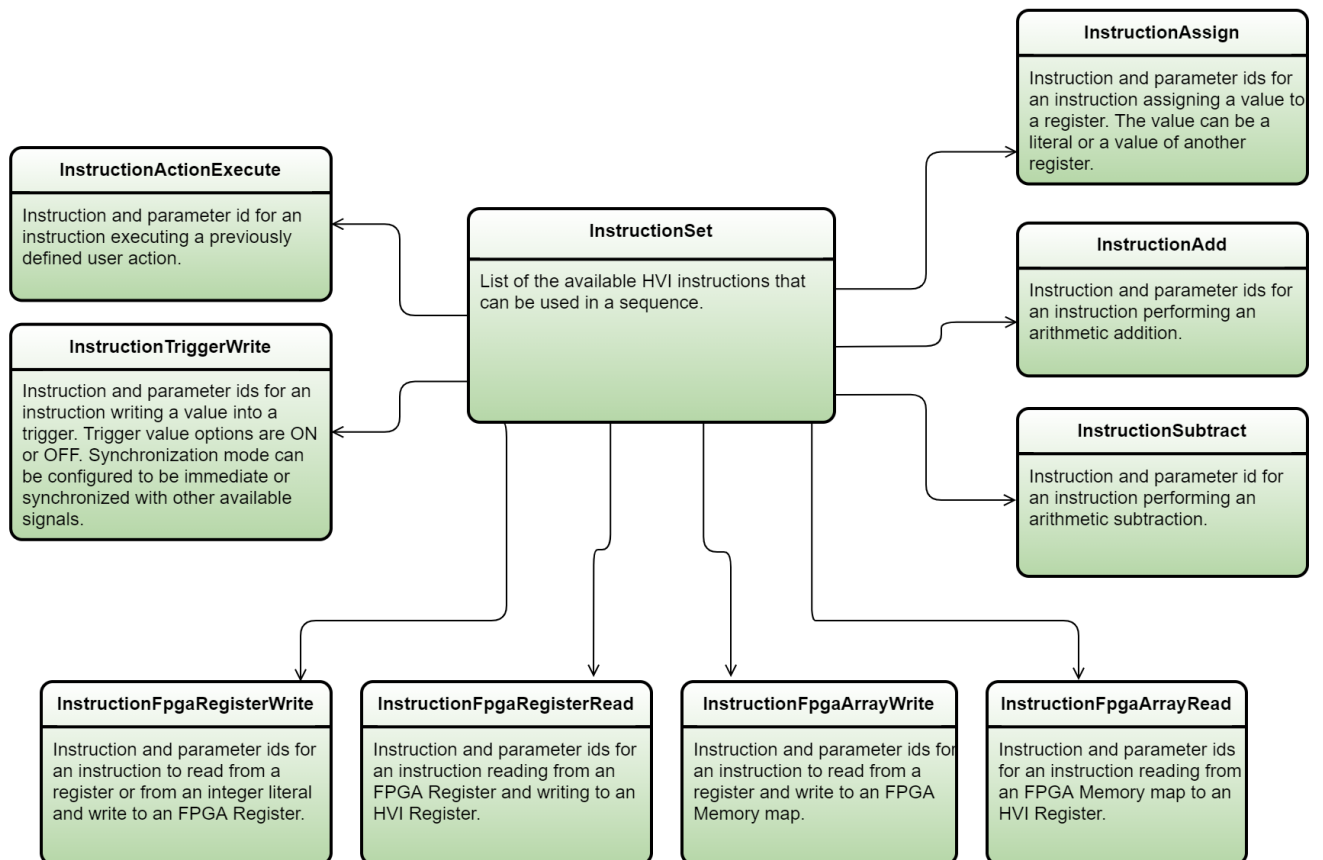 InstructionAssign
Instruction and parameter ids for
an instruction assigning a value to
a register. The value can be a
literal or a value of another
register.
InstructionActionExecute
Instruction and parameter id for an
instruction executing a previously
defined user action.
InstructionSet
List of the available HVI instructions that
can be used in a sequence.
InstructionAdd
Instruction and parameter ids for
an instruction performing an
arithmetic addition.
InstructionTriggerWrite
Instruction and parameter ids for an
instruction writing a value into a
trigger. Trigger value options are ON
or OFF. Synchronization mode can
be configured to be immediate or
synchronized with other available
signals.
InstructionSubtract
Instruction and parameter id for
an instruction performing an
arithmetic subtraction.
InstructionFpgaRegisterWrite
Instruction and parameter ids for
an instruction to read from a
register or from an integer literal
and write to an FPGA Register.
InstructionFpgaRegisterRead
Instruction and parameter ids for
an instruction reading from an
FPGA Register and writing to an
HVI Register.
InstructionFpgaArrayWrite
Instruction and parameter ids for
an instruction to read from a
register and write to an FPGA
Memory map.
InstructionFpgaArrayRead
Instruction and parameter ids
for an instruction reading from
an FPGA Memory map to an
HVI Register.